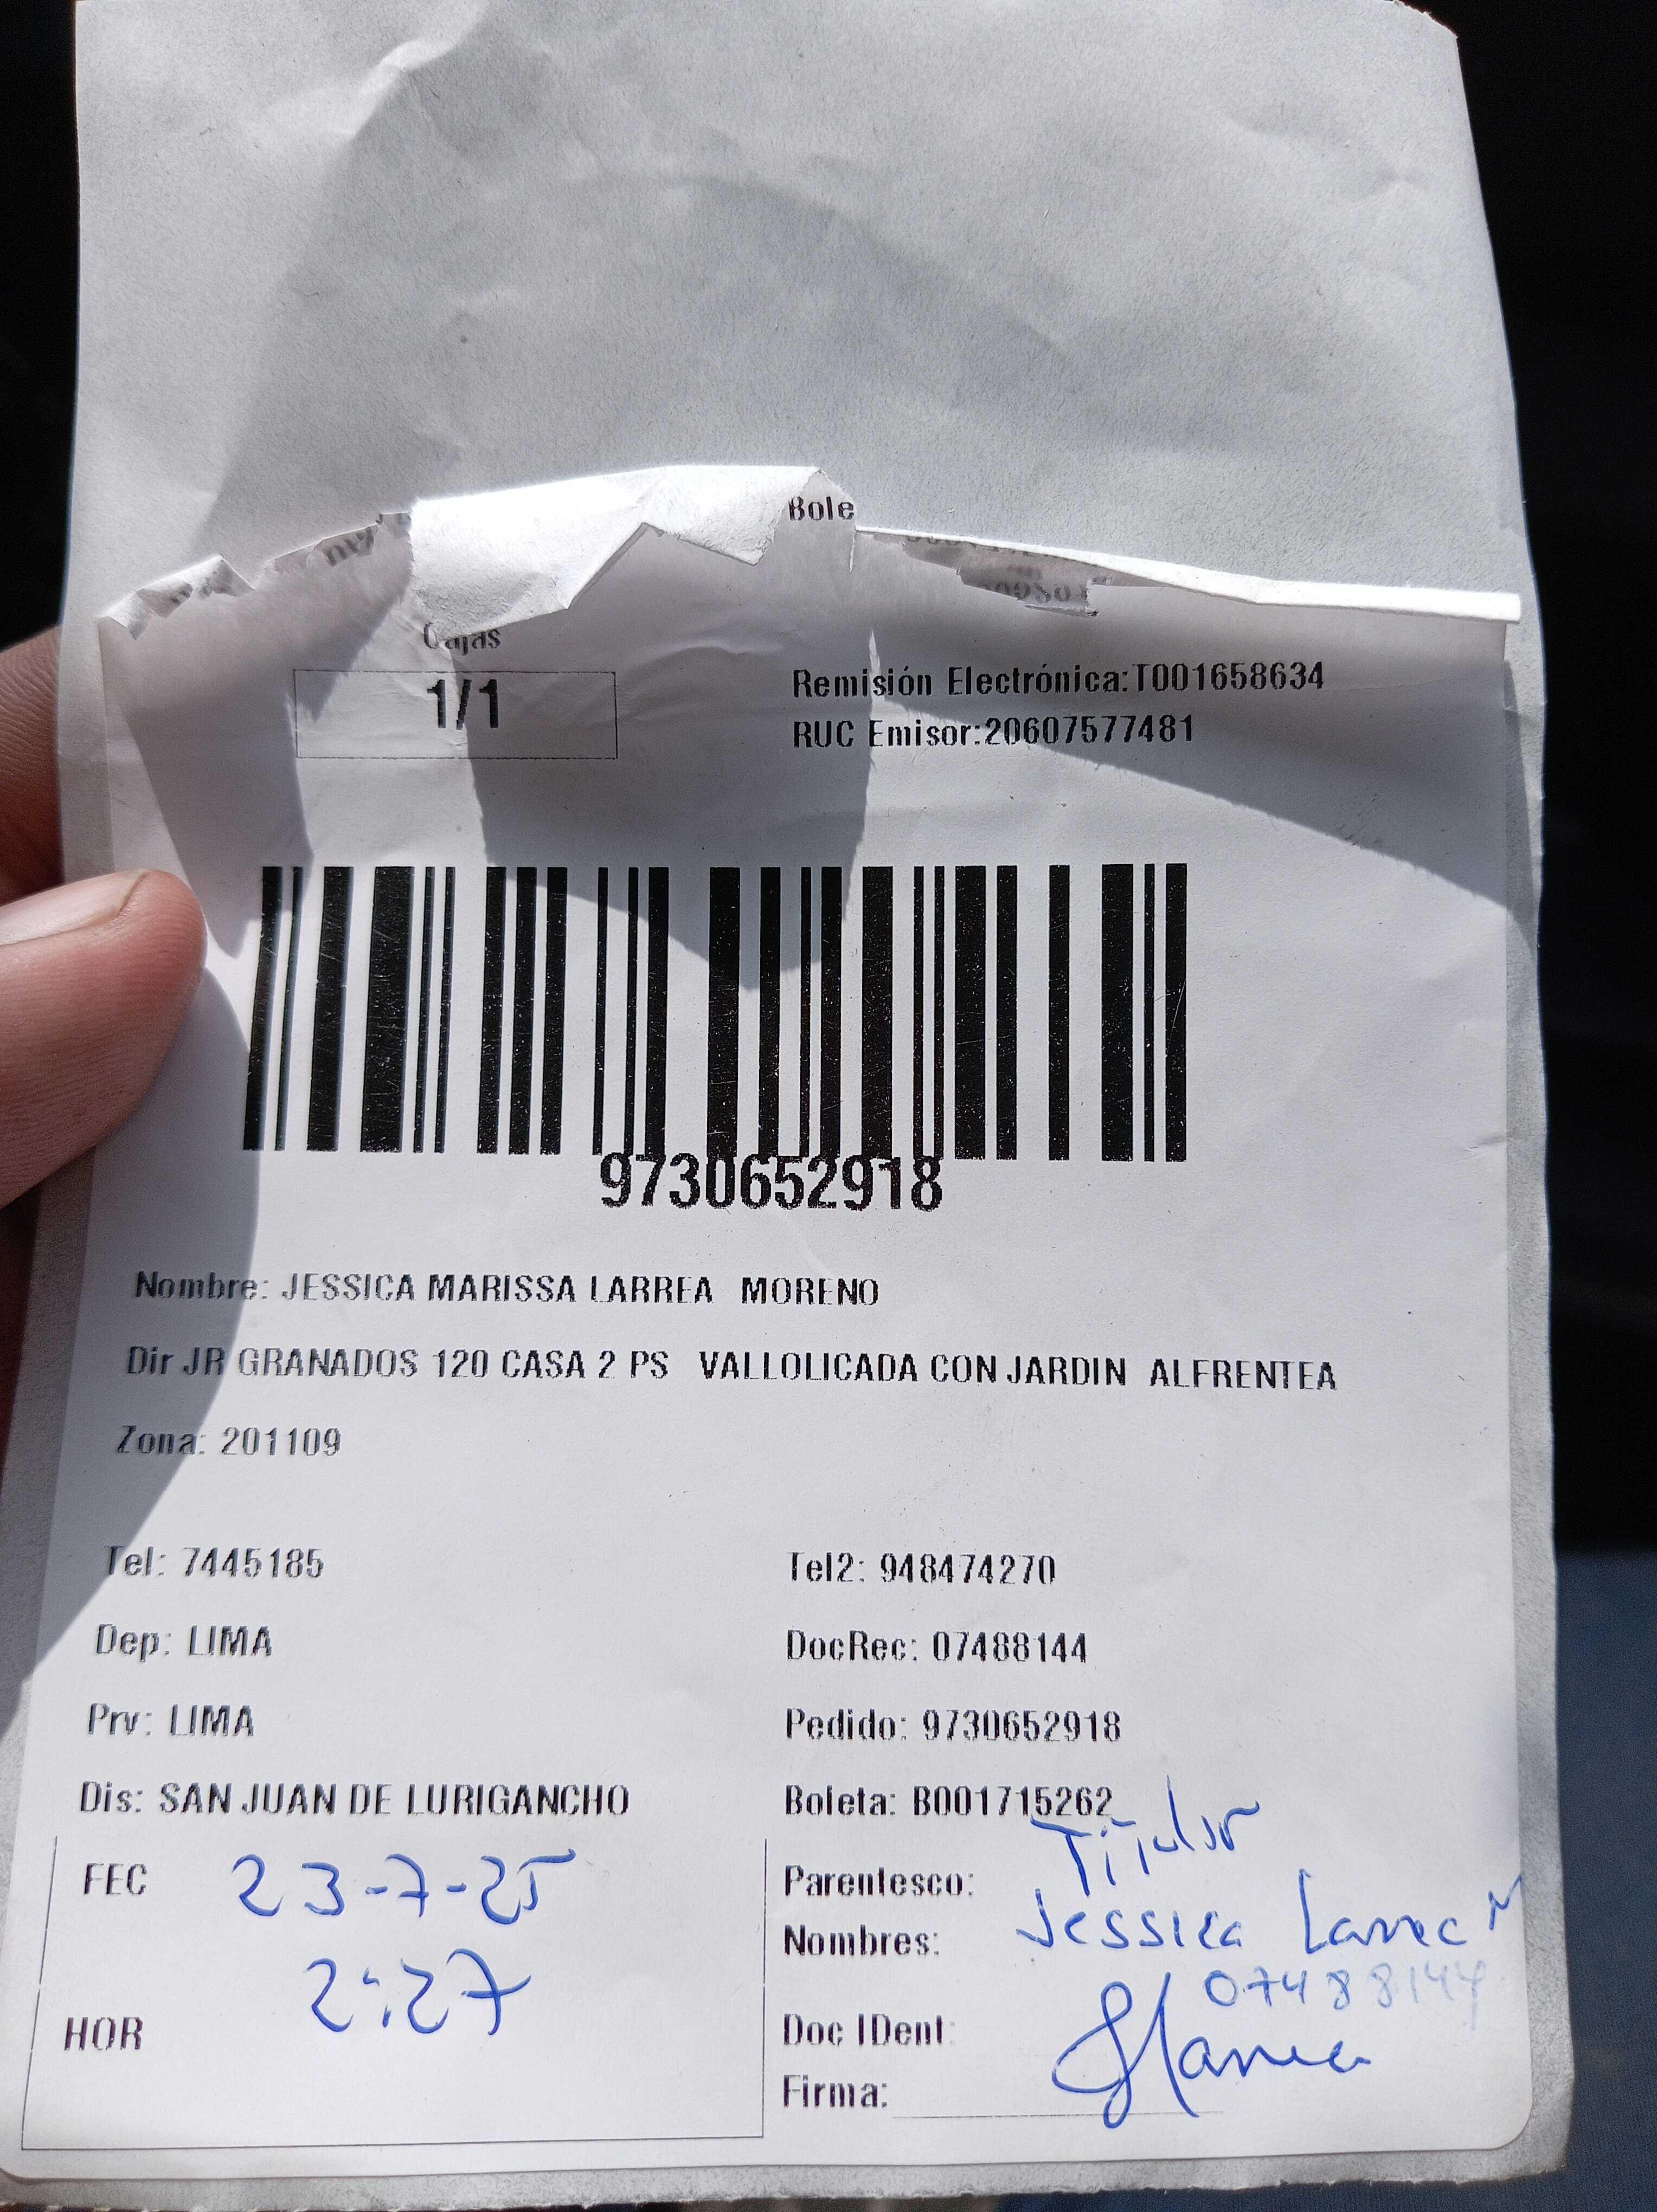 Bole
Cajas
1/1
Remisión Electrónica:T001658634
RUC Emisor:20607577481
9730652918
Nombre: JESSICA MARISSA LARREA MORENO
Dir JR GRANADOS 120 CASA 2 PS VALLOLICADA CON JARDIN ALFRENTEA
Zona: 201109
Tel: 7445185
Tel2: 948474270
Dep: LIMA
DocRec: 07488144
Prv: LIMA
Pedido: 9730652918
Dis: SAN JUAN DE LURIGANCHO
Boleta: B001715262
FEC 23-7-25
Parentesco: Titular
Nombres: Jessica Larrea M
HOR 2:27
Doc IDent: 07488144
Firma: Larrea